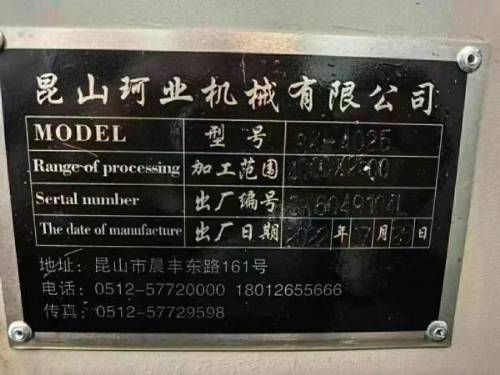 昆山珂业机械有限公司
MODEL 型号
Range of processing 加工范围
Serial number 出厂编号
The date of manufacture 出厂日期 2022 年 月 日
地址: 昆山市晨丰东路161号
电话: 0512-57720000 18012655666
传真: 0512-57729598